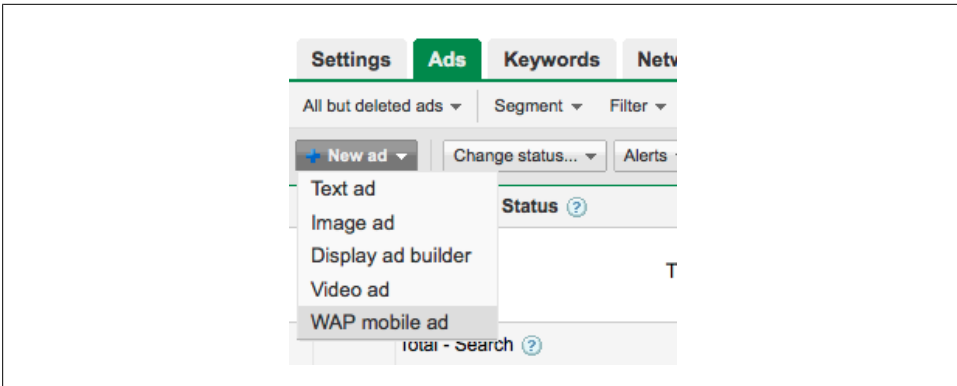 Settings Ads Keywords Netw
All but deleted ads Segment Filter
New ad Change status... Alerts
Text ad
Status ?
Image ad
Display ad builder
T
Video ad
WAP mobile ad
Total - Search ?